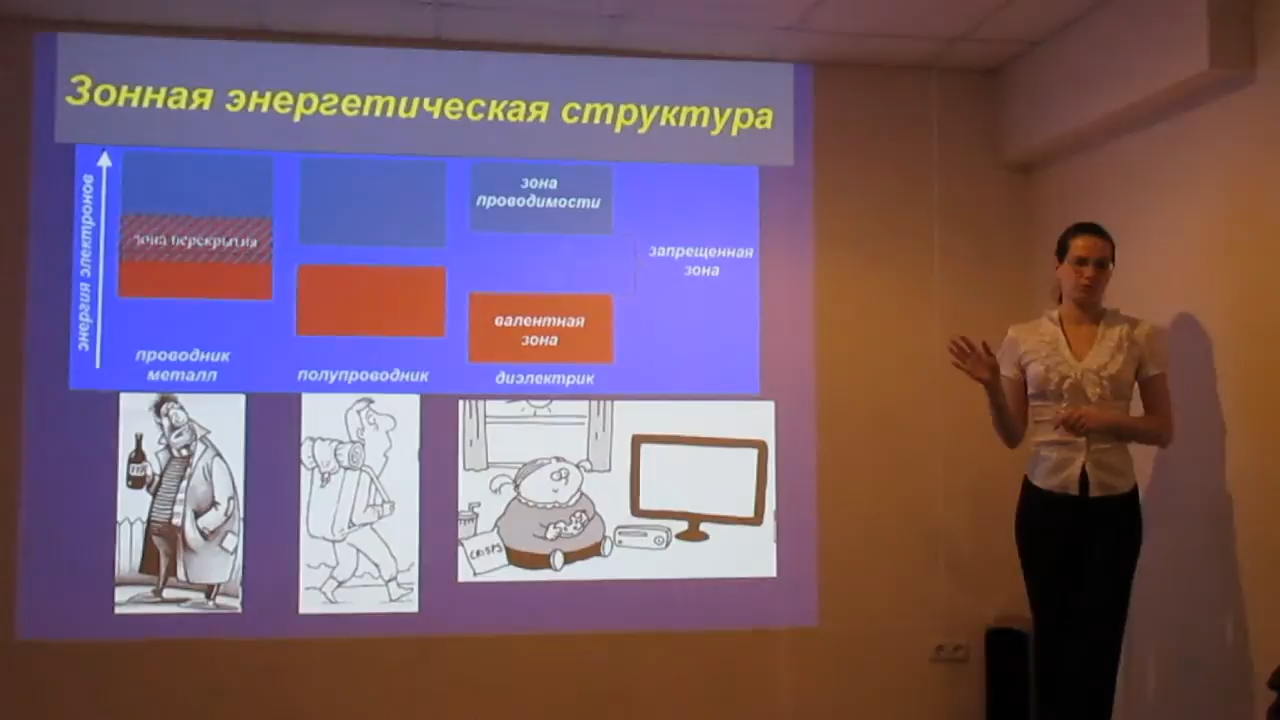 Зонная энергетическая структура
энергия электронов
зона перекрытия
зона
проводимости
запрещенная
зона
валентная
зона
проводник
металл
полупроводник
диэлектрик
CRISPS